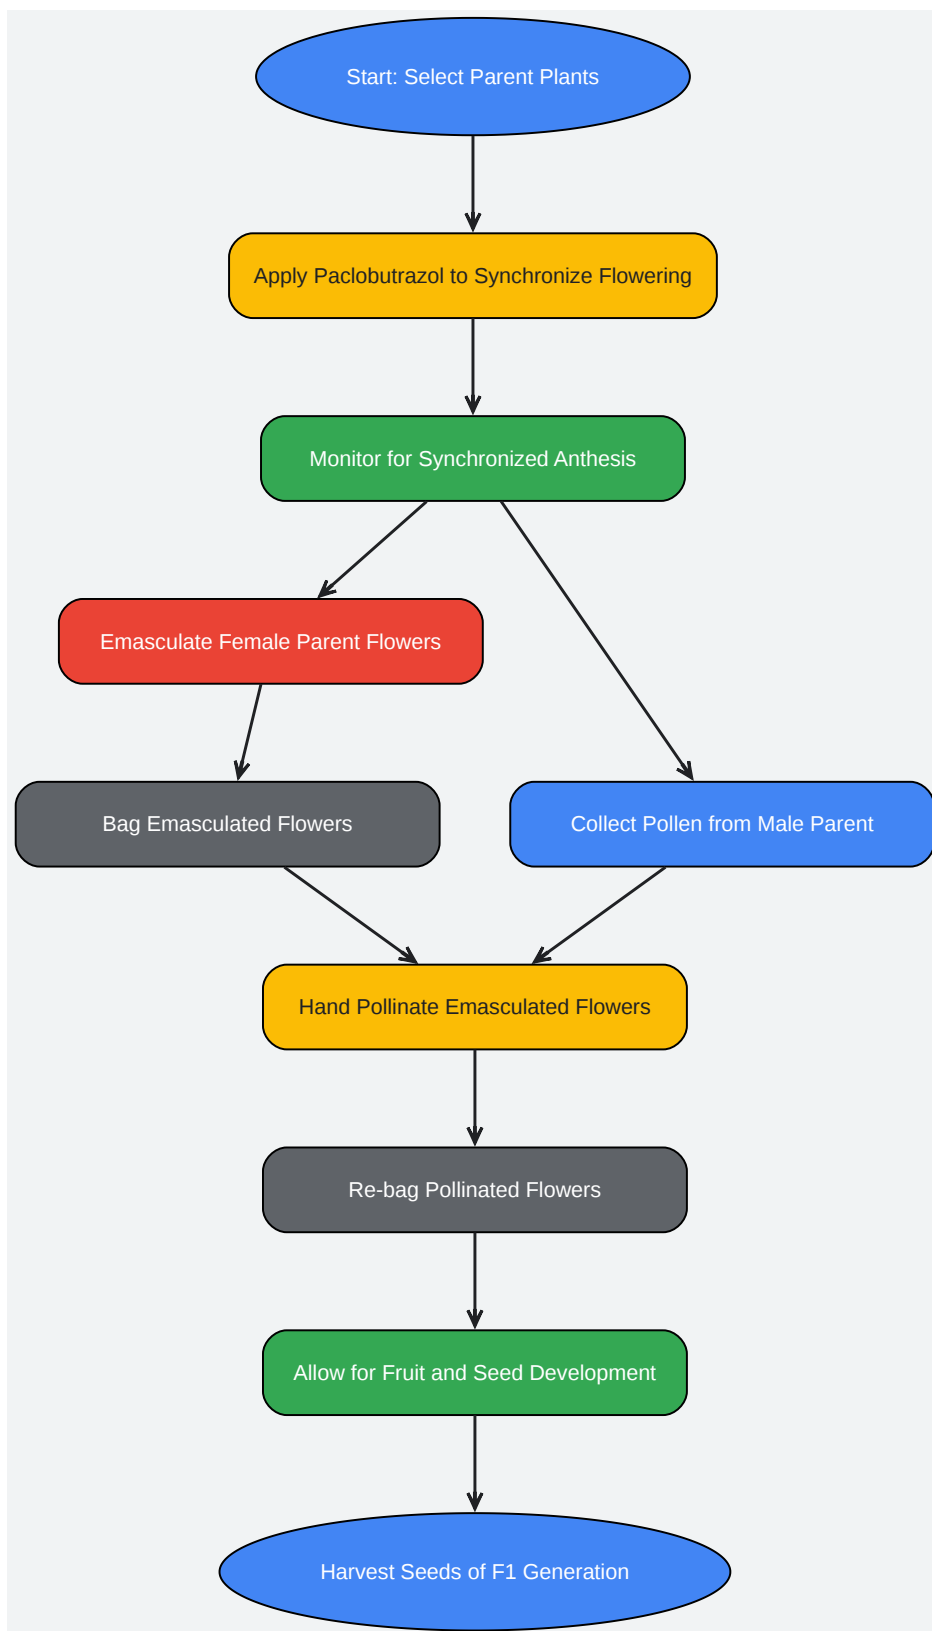 Start: Select Parent Plants
Apply Paclobutrazol to Synchronize Flowering
Monitor for Synchronized Anthesis
Emasculate Female Parent Flowers
Bag Emasculated Flowers
Collect Pollen from Male Parent
Hand Pollinate Emasculated Flowers
Re-bag Pollinated Flowers
Allow for Fruit and Seed Development
Harvest Seeds of F1 Generation